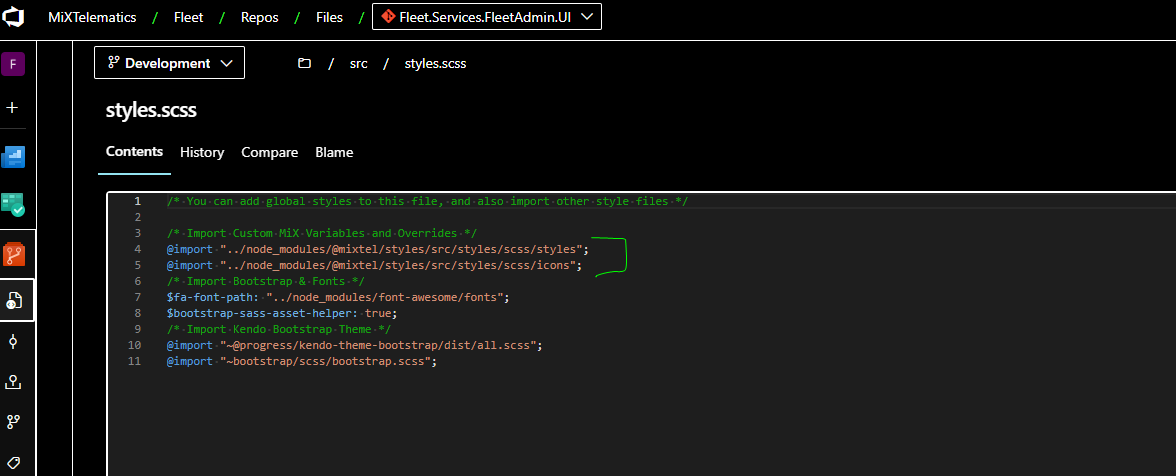 MiXTelematics / Fleet / Repos / Files / Fleet.Services.FleetAdmin.UI
F
Development / src / styles.scss
styles.scss
Contents History Compare Blame
1 /* You can add global styles to this file, and also import other style files */
2
3 /* Import Custom MiX Variables and Overrides */
4 @import "../node_modules/@mixtel/styles/src/styles/scss/styles";
5 @import "../node_modules/@mixtel/styles/src/styles/scss/icons";
6 /* Import Bootstrap & Fonts */
7 $fa-font-path: "../node_modules/font-awesome/fonts";
8 $bootstrap-sass-asset-helper: true;
9 /* Import Kendo Bootstrap Theme */
10 @import "~@progress/kendo-theme-bootstrap/dist/all.scss";
11 @import "~bootstrap/scss/bootstrap.scss";